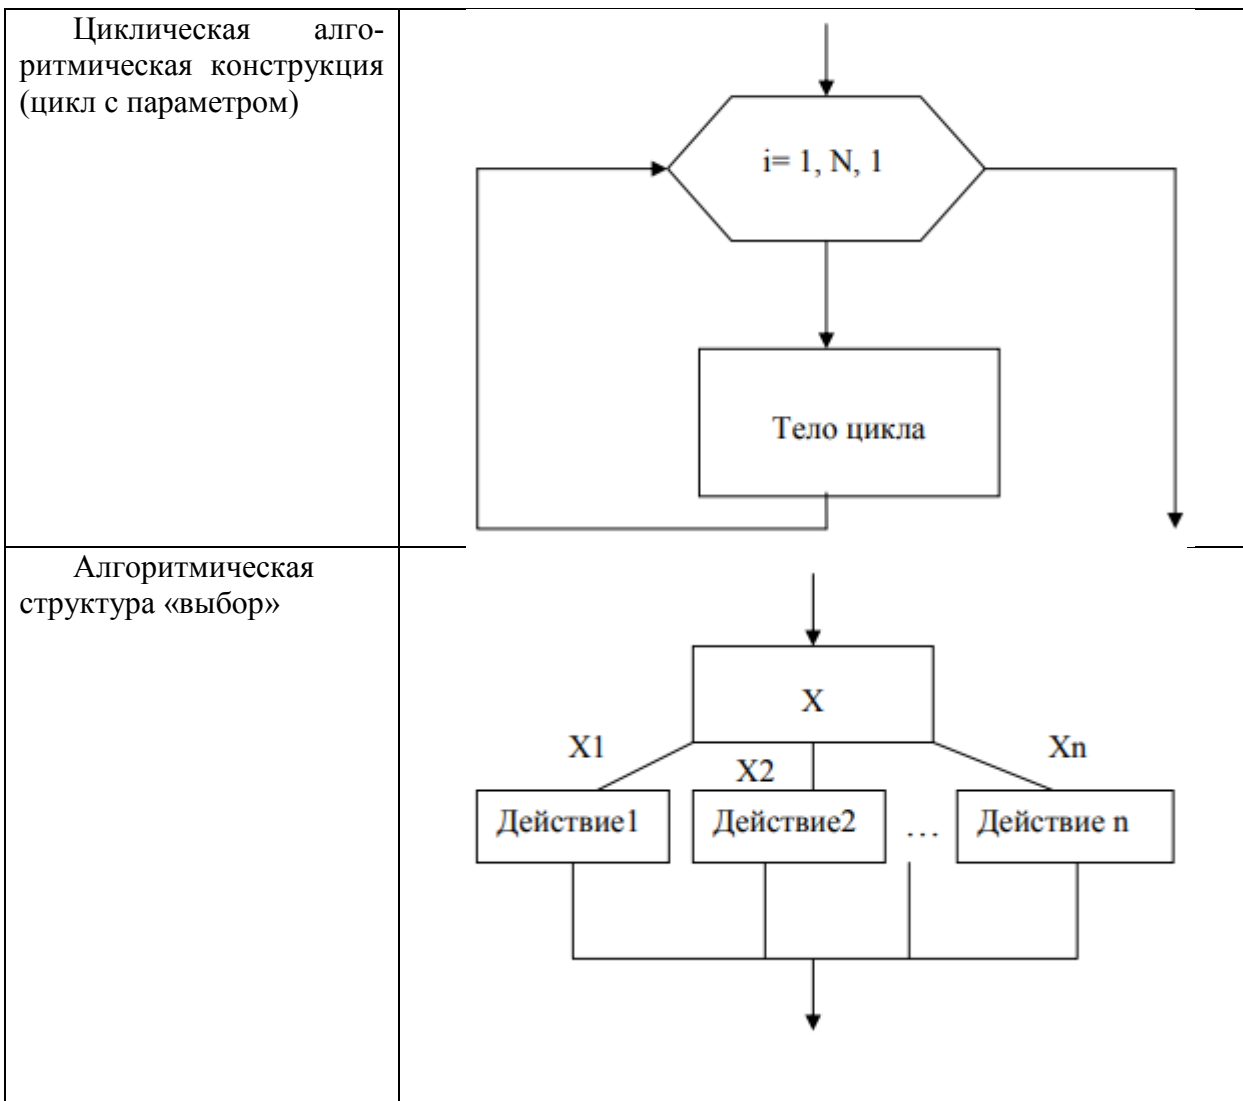 Циклическая алго-
ритмическая конструкция
(цикл с параметром)
i= 1, N, 1
Тело цикла
Алгоритмическая
структура «выбор»
X
X1
X2
Xn
Действие1
Действие2
…
Действие n